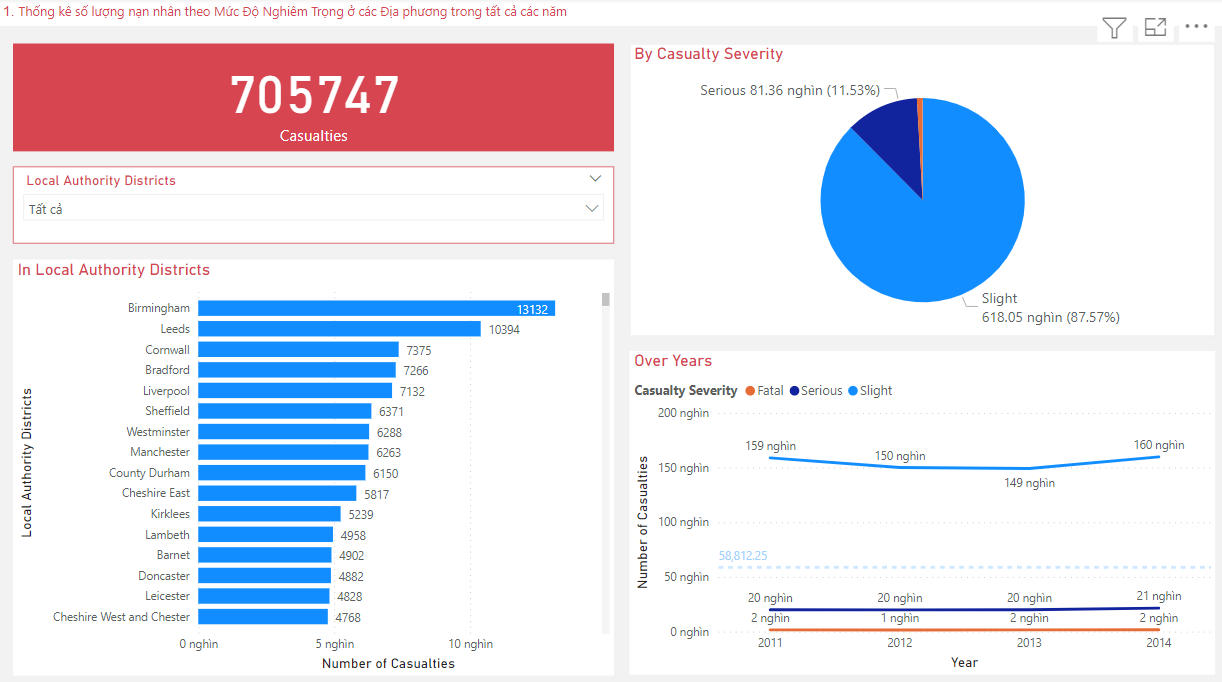 1. Thống kê số lượng nạn nhân theo Mức Độ Nghiêm Trọng ở các Địa phương trong tất cả các năm
705747
Casualties
Local Authority Districts
Tất cả
In Local Authority Districts
Local Authority Districts
Birmingham 13132
Leeds 10394
Cornwall 7375
Bradford 7266
Liverpool 7132
Sheffield 6371
Westminster 6288
Manchester 6263
County Durham 6150
Cheshire East 5817
Kirklees 5239
Lambeth 4958
Barnet 4902
Doncaster 4882
Leicester 4828
Cheshire West and Chester 4768
0 nghìn 5 nghìn 10 nghìn
Number of Casualties
By Casualty Severity
Serious 81.36 nghìn (11.53%)
Slight
618.05 nghìn (87.57%)
Over Years
Casualty Severity Fatal Serious Slight
Number of Casualties
200 nghìn
159 nghìn 150 nghìn 149 nghìn 160 nghìn
150 nghìn
100 nghìn
58,812.25
50 nghìn
20 nghìn 20 nghìn 20 nghìn 21 nghìn
2 nghìn 1 nghìn 2 nghìn 2 nghìn
0 nghìn
2011 2012 2013 2014
Year